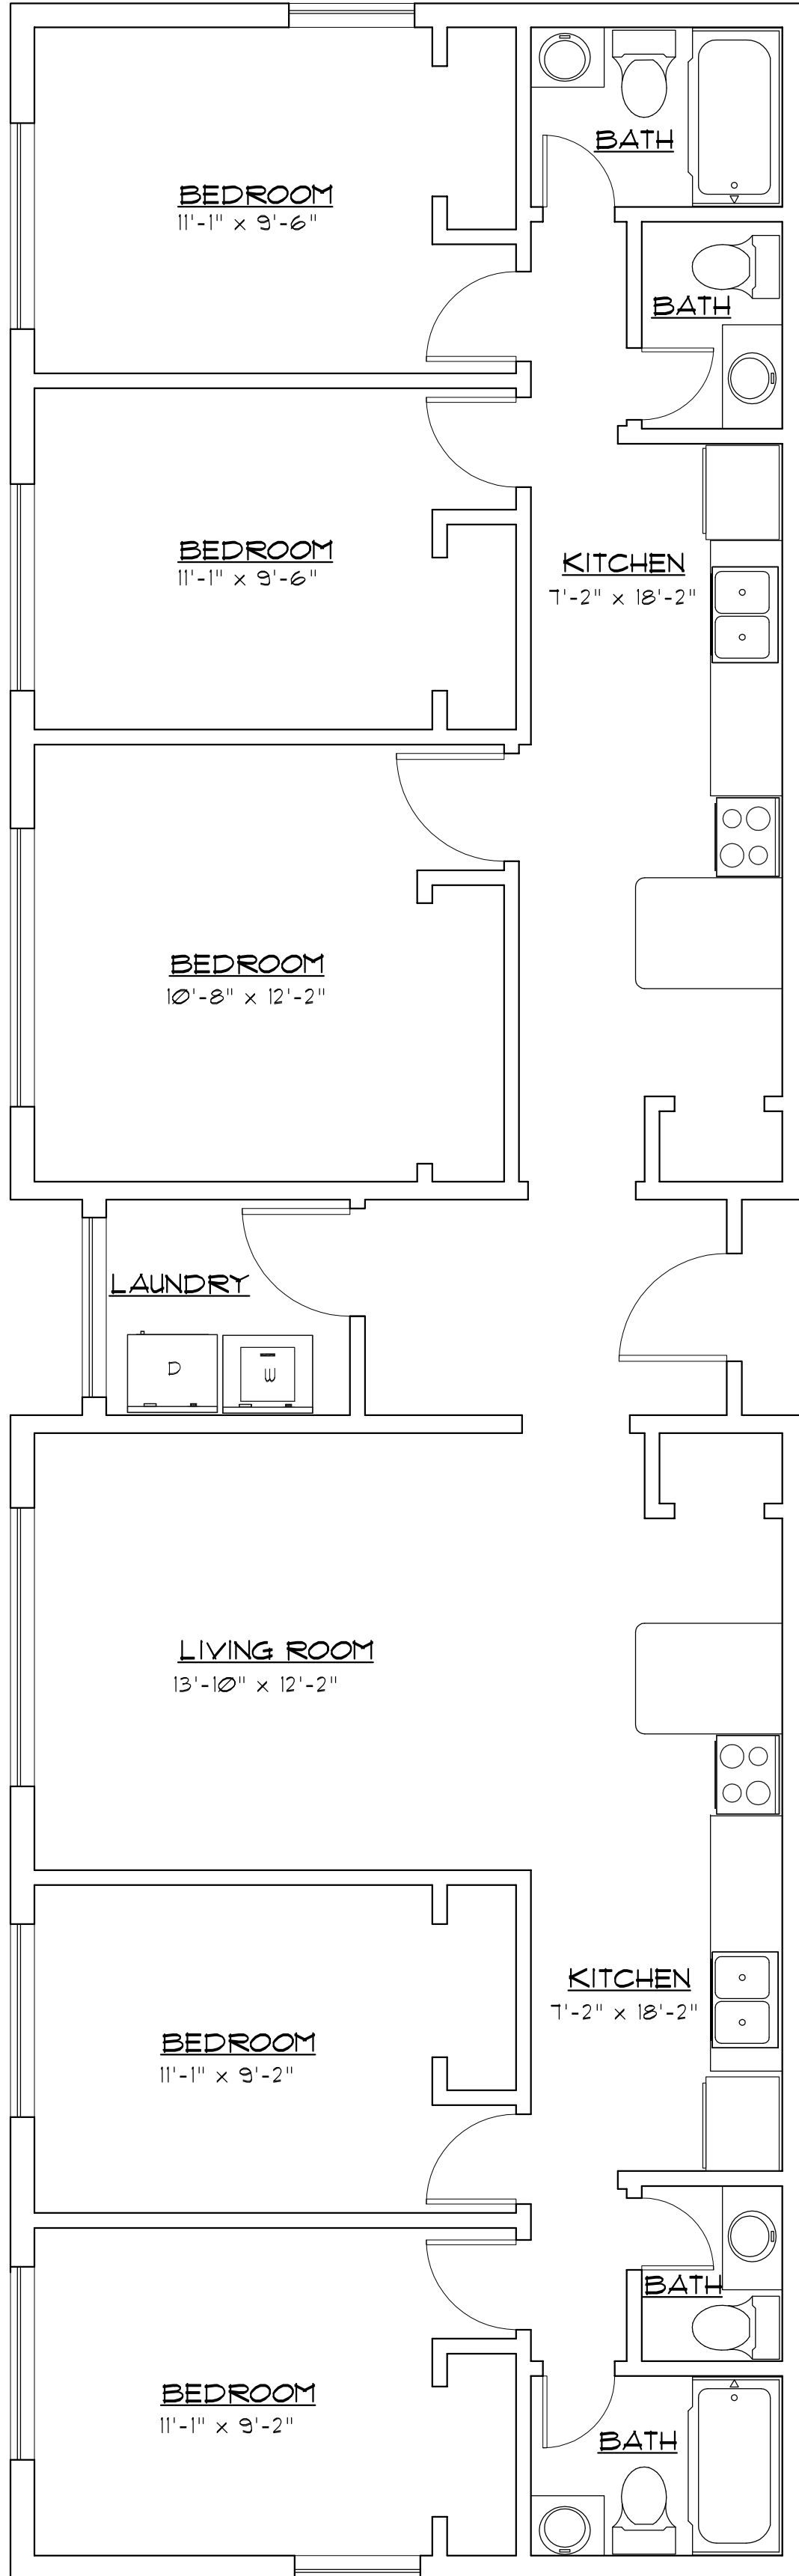 BATH
BEDROOM
11'-1" x 9'-6"
BATH
BEDROOM
11'-1" x 9'-6"
KITCHEN
7'-2" x 18'-2"
BEDROOM
10'-8" x 12'-2"
LAUNDRY
D
W
LIVING ROOM
13'-10" x 12'-2"
KITCHEN
7'-2" x 18'-2"
BEDROOM
11'-1" x 9'-2"
BATH
BEDROOM
11'-1" x 9'-2"
BATH